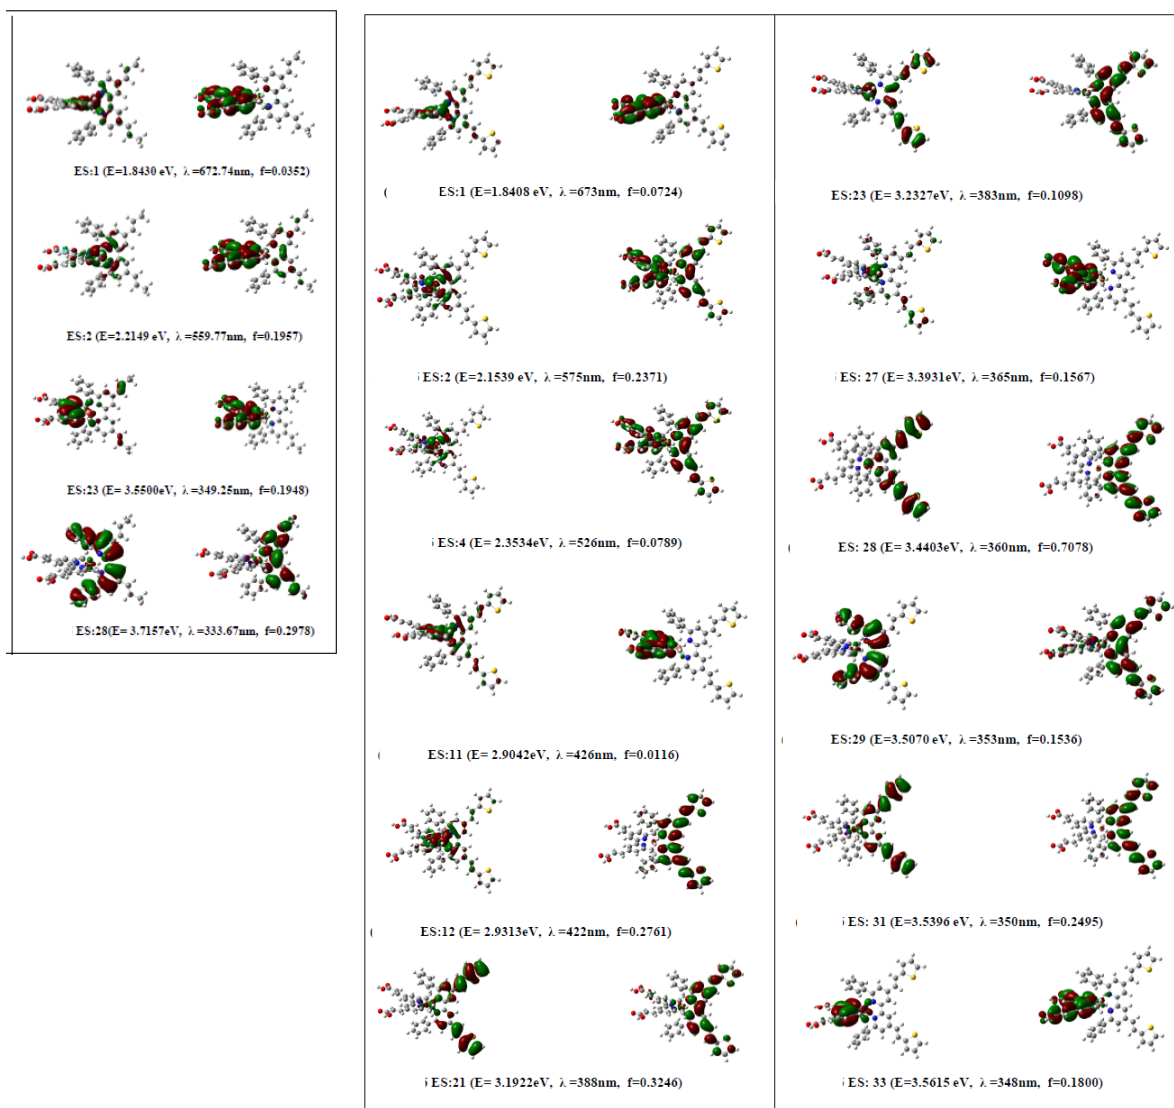 ES:1 (E=1.8430 eV, λ =672.74nm, f=0.0352)
ES:2 (E=2.2149 eV, λ =559.77nm, f=0.1957)
ES:23 (E= 3.5500eV, λ =349.25nm, f=0.1948)
ES:28(E= 3.7157eV, λ =333.67nm, f=0.2978)
( ES:1 (E=1.8408 eV, λ =673nm, f=0.0724)
ES:2 (E=2.1539 eV, λ =575nm, f=0.2371)
ES:4 (E= 2.3534eV, λ =526nm, f=0.0789)
( ES:11 (E= 2.9042eV, λ =426nm, f=0.0116)
( ES:12 (E= 2.9313eV, λ =422nm, f=0.2761)
ES:21 (E= 3.1922eV, λ =388nm, f=0.3246)
ES:23 (E= 3.2327eV, λ =383nm, f=0.1098)
ES: 27 (E= 3.3931eV, λ =365nm, f=0.1567)
( ES: 28 (E= 3.4403eV, λ =360nm, f=0.7078)
( ES:29 (E=3.5070 eV, λ =353nm, f=0.1536)
( ES: 31 (E=3.5396 eV, λ =350nm, f=0.2495)
ES: 33 (E=3.5615 eV, λ =348nm, f=0.1800)